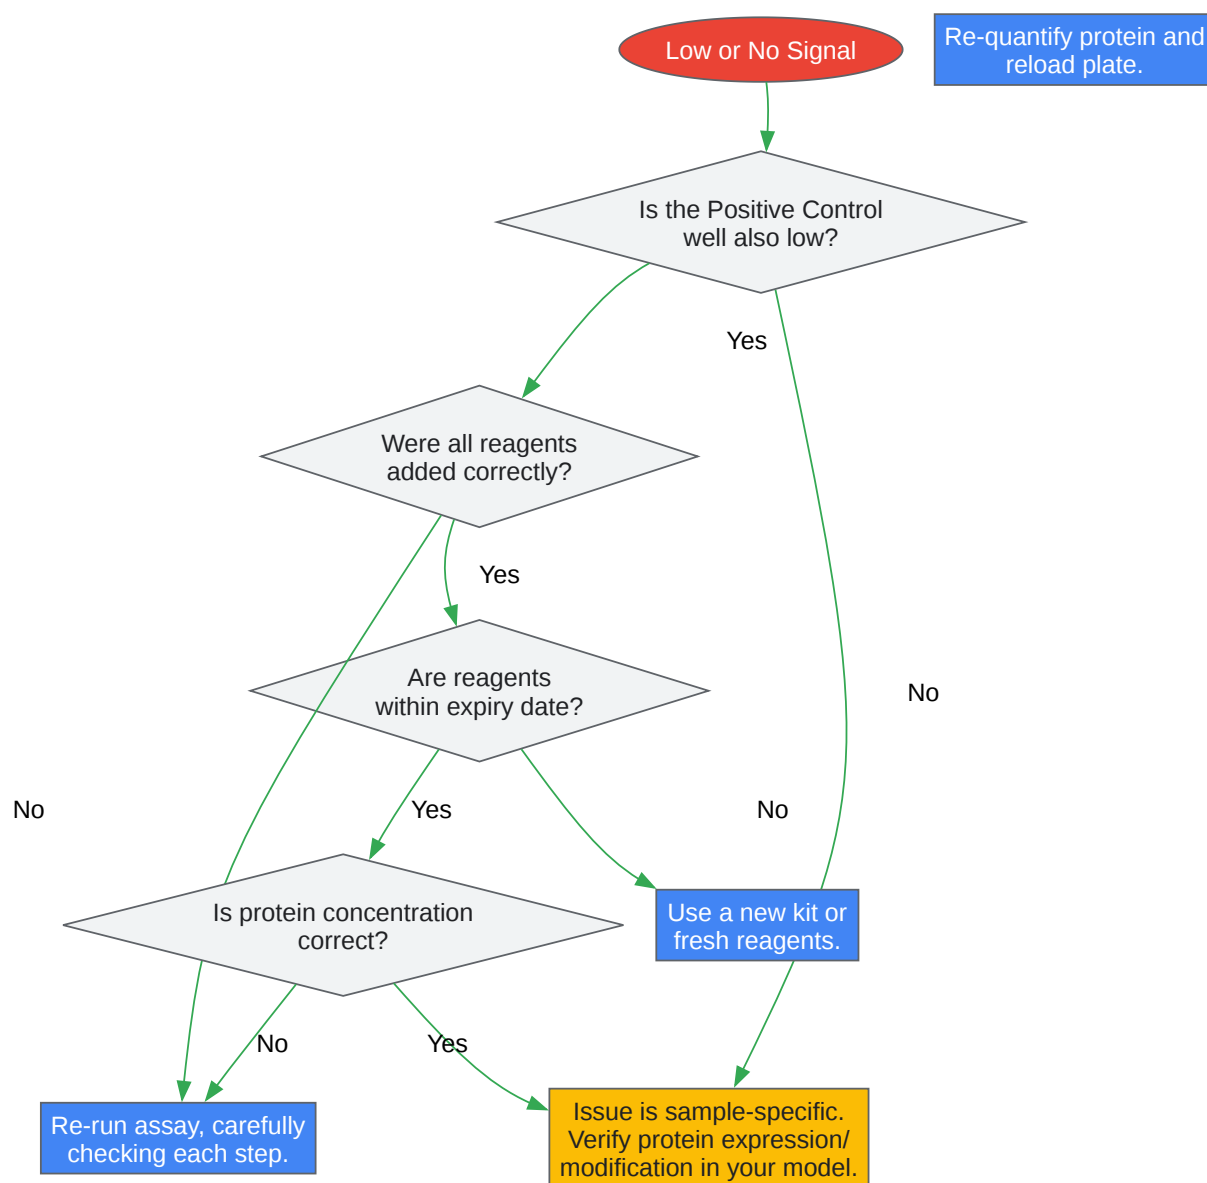 Low or No Signal
Re-quantify protein and
reload plate.
Is the Positive Control
well also low?
Yes
Were all reagents
added correctly?
Yes
Are reagents
within expiry date?
No
No
Yes
No
Is protein concentration
correct?
Use a new kit or
fresh reagents.
No
Yes
Re-run assay, carefully
checking each step.
Issue is sample-specific.
Verify protein expression/
modification in your model.